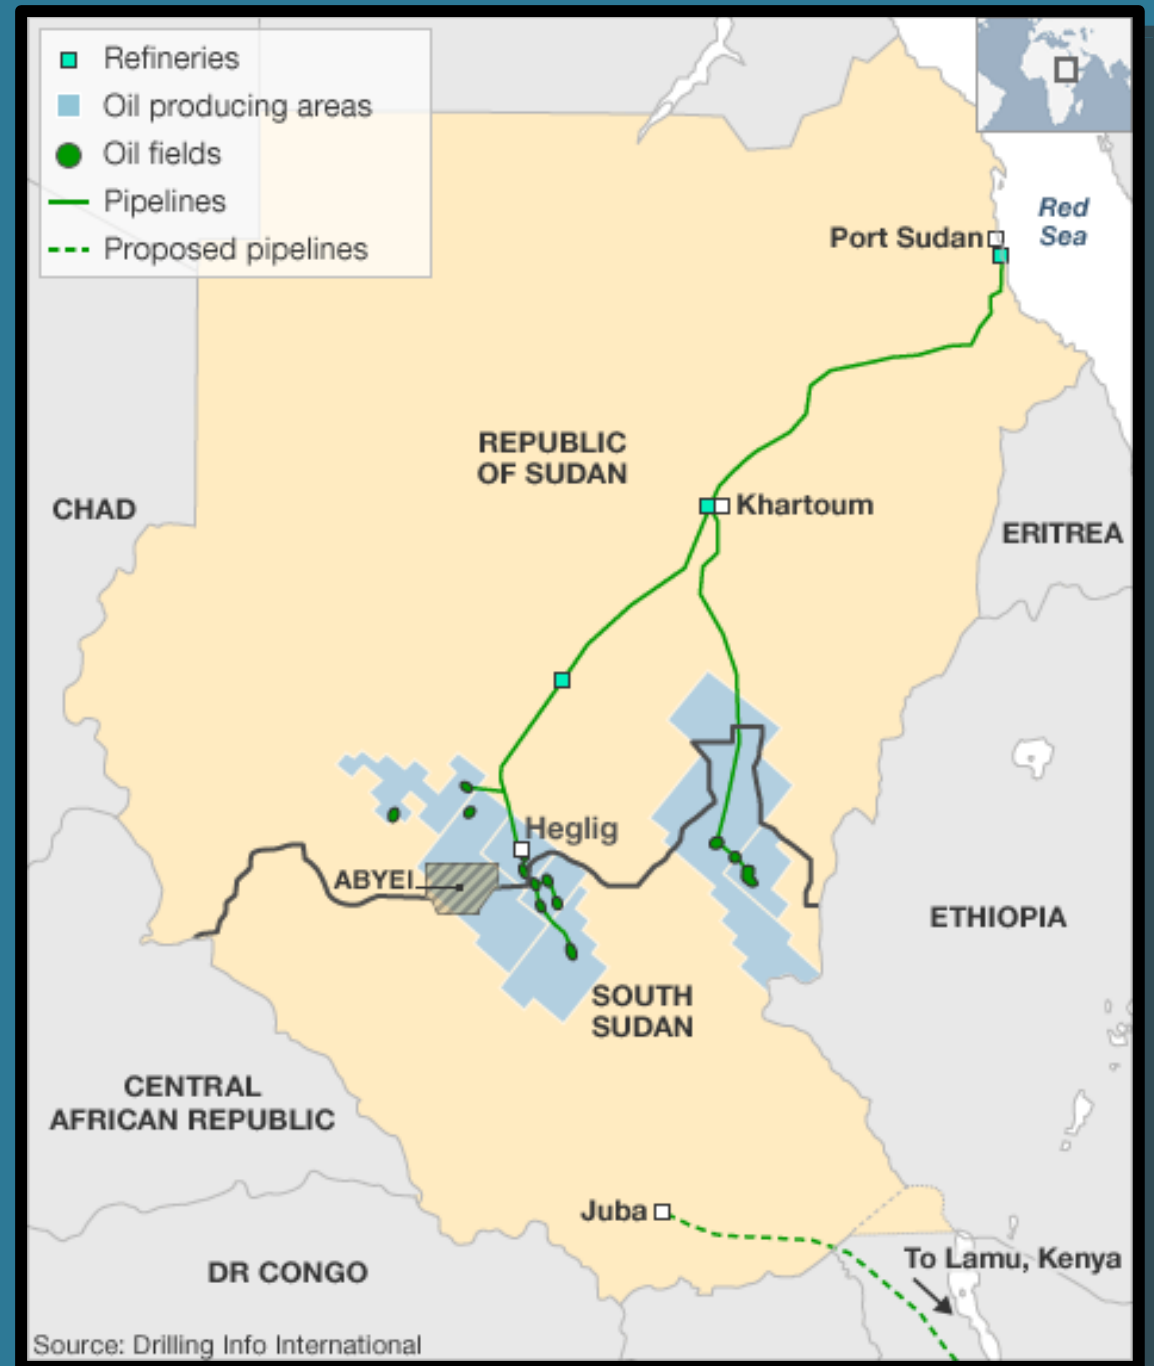 Refineries
Oil producing areas
Oil fields
Pipelines
Proposed pipelines
Port Sudan
Red
Sea
REPUBLIC
OF SUDAN
CHAD
Khartoum
ERITREA
Heglig
ABYEI
ETHIOPIA
SOUTH
SUDAN
CENTRAL
AFRICAN REPUBLIC
Juba
To Lamu, Kenya
DR CONGO
Source: Drilling Info International